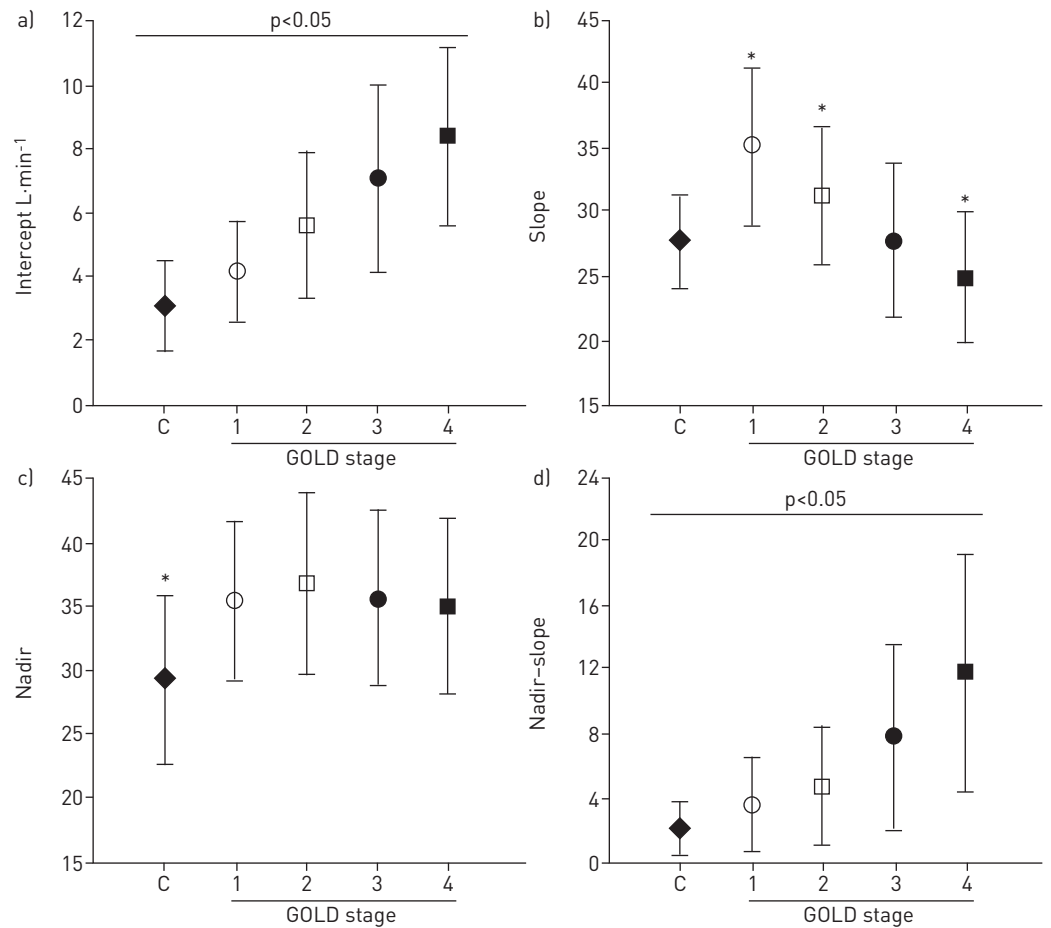 a)
p<0.05
Intercept L·min⁻¹
12
10
8
6
4
2
0
C 1 2 3 4
GOLD stage
b)
Slope
45
40
35
30
25
20
15
*
*
*
C 1 2 3 4
GOLD stage
c)
Nadir
45
40
35
30
25
20
15
*
C 1 2 3 4
GOLD stage
d)
p<0.05
Nadir–slope
24
20
16
12
8
4
0
C 1 2 3 4
GOLD stage